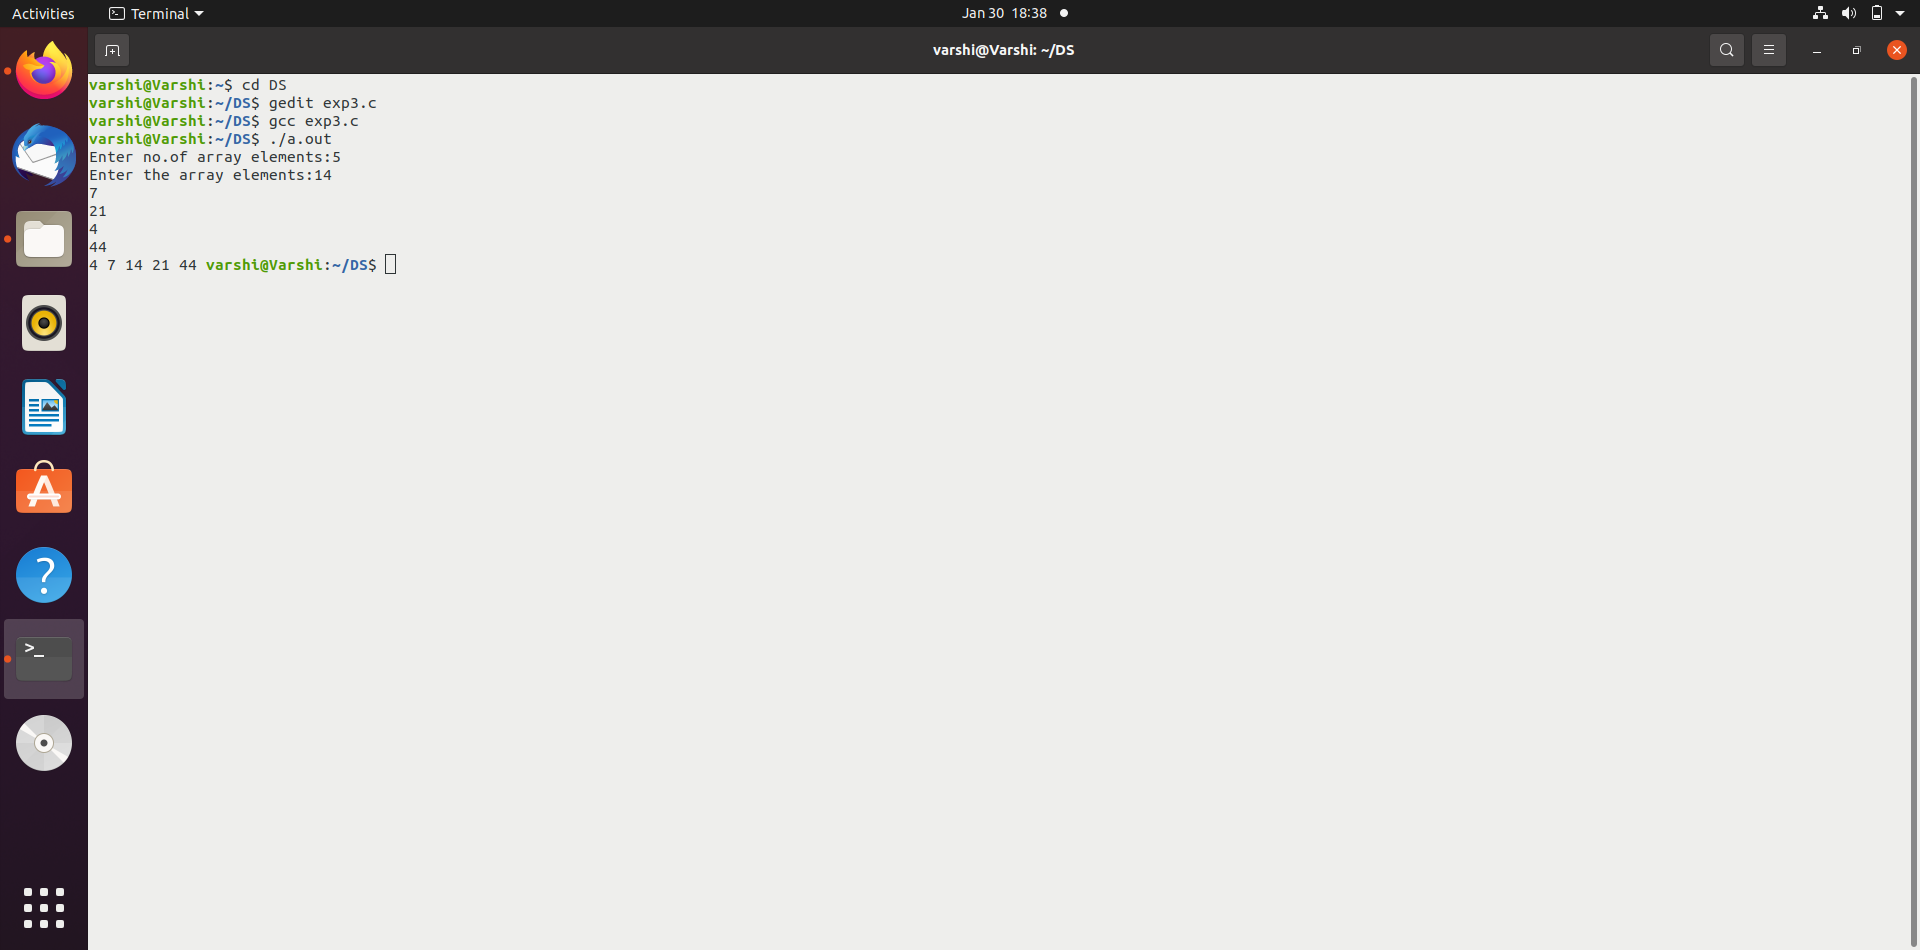 Activities
Terminal
Jan 30 18:38
varshi@Varshi: ~/DS
varshi@Varshi:~$ cd DS
varshi@Varshi:~/DS$ gedit exp3.c
varshi@Varshi:~/DS$ gcc exp3.c
varshi@Varshi:~/DS$ ./a.out
Enter no.of array elements:5
Enter the array elements:14
7
21
4
44
4 7 14 21 44 varshi@Varshi:~/DS$